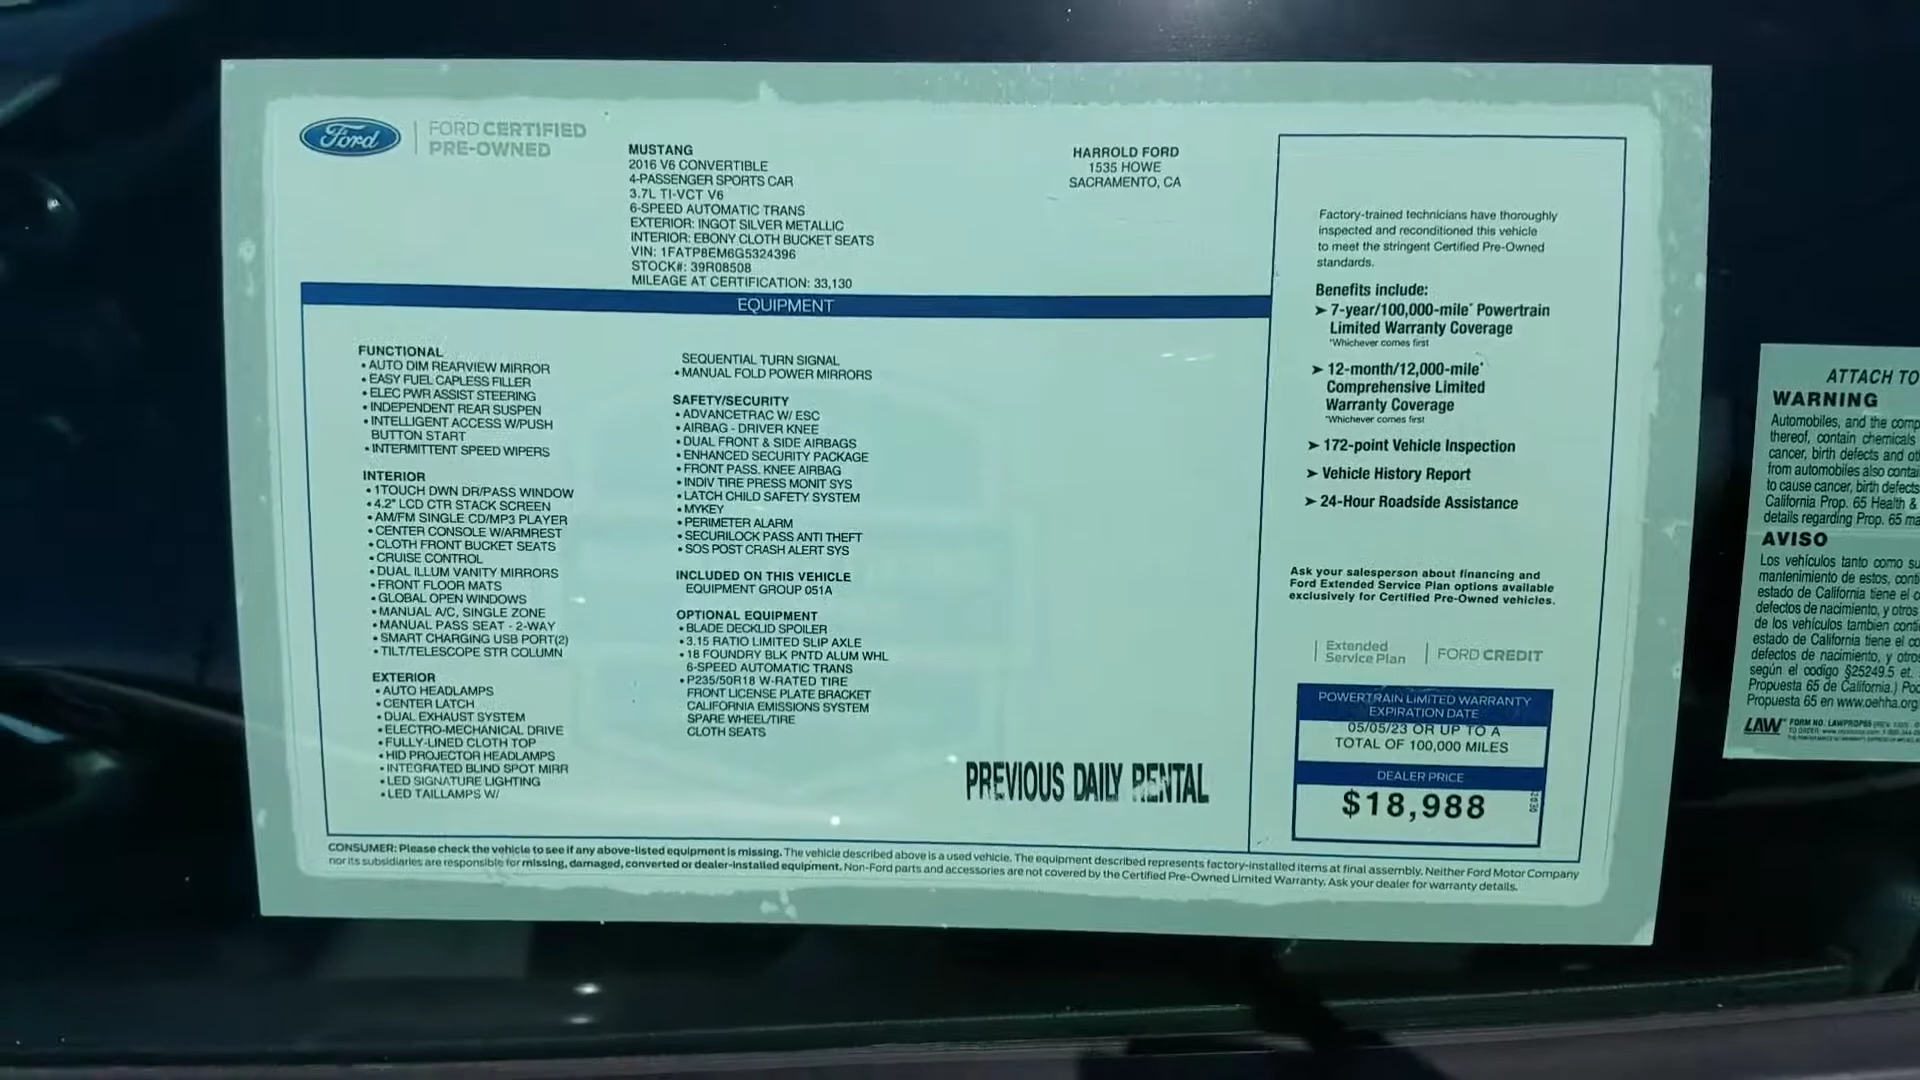 Ford
FORD CERTIFIED
PRE-OWNED
MUSTANG
2016 V6 CONVERTIBLE
4-PASSENGER SPORTS CAR
3.7L TI-VCT V6
6-SPEED AUTOMATIC TRANS
EXTERIOR: INGOT SILVER METALLIC
INTERIOR: EBONY CLOTH BUCKET SEATS
VIN: 1FATP8EM6G5324396
STOCK#: 39R08508
MILEAGE AT CERTIFICATION: 33,130
HARROLD FORD
1535 HOWE
SACRAMENTO, CA
EQUIPMENT
FUNCTIONAL
• AUTO DIM REARVIEW MIRROR
• EASY FUEL CAPLESS FILLER
• ELEC PWR ASSIST STEERING
• INDEPENDENT REAR SUSPEN
• INTELLIGENT ACCESS W/PUSH
BUTTON START
• INTERMITTENT SPEED WIPERS
INTERIOR
• 1TOUCH DWN DR/PASS WINDOW
• 4.2" LCD CTR STACK SCREEN
• AM/FM SINGLE CD/MP3 PLAYER
• CENTER CONSOLE W/ARMREST
• CLOTH FRONT BUCKET SEATS
• CRUISE CONTROL
• DUAL ILLUM VANITY MIRRORS
• FRONT FLOOR MATS
• GLOBAL OPEN WINDOWS
• MANUAL A/C, SINGLE ZONE
• MANUAL PASS SEAT - 2-WAY
• SMART CHARGING USB PORT(2)
• TILT/TELESCOPE STR COLUMN
EXTERIOR
• AUTO HEADLAMPS
• CENTER LATCH
• DUAL EXHAUST SYSTEM
• ELECTRO-MECHANICAL DRIVE
• FULLY-LINED CLOTH TOP
• HID PROJECTOR HEADLAMPS
• INTEGRATED BLIND SPOT MIRR
• LED SIGNATURE LIGHTING
• LED TAILLAMPS W/
SEQUENTIAL TURN SIGNAL
• MANUAL FOLD POWER MIRRORS
SAFETY/SECURITY
• ADVANCETRAC W/ ESC
• AIRBAG - DRIVER KNEE
• DUAL FRONT & SIDE AIRBAGS
• ENHANCED SECURITY PACKAGE
• FRONT PASS. KNEE AIRBAG
• INDIV TIRE PRESS MONIT SYS
• LATCH CHILD SAFETY SYSTEM
• MYKEY
• PERIMETER ALARM
• SECURILOCK PASS ANTI THEFT
• SOS POST CRASH ALERT SYS
INCLUDED ON THIS VEHICLE
EQUIPMENT GROUP 051A
OPTIONAL EQUIPMENT
• BLADE DECKLID SPOILER
• 3.15 RATIO LIMITED SLIP AXLE
• 18 FOUNDRY BLK PNTD ALUM WHL
6-SPEED AUTOMATIC TRANS
• P235/50R18 W-RATED TIRE
FRONT LICENSE PLATE BRACKET
CALIFORNIA EMISSIONS SYSTEM
SPARE WHEEL/TIRE
CLOTH SEATS
PREVIOUS DAILY RENTAL
Factory-trained technicians have thoroughly
inspected and reconditioned this vehicle
to meet the stringent Certified Pre-Owned
standards.
Benefits include:
➤ 7-year/100,000-mile* Powertrain
Limited Warranty Coverage
*Whichever comes first
➤ 12-month/12,000-mile*
Comprehensive Limited
Warranty Coverage
*Whichever comes first
➤ 172-point Vehicle Inspection
➤ Vehicle History Report
➤ 24-Hour Roadside Assistance
Ask your salesperson about financing and
Ford Extended Service Plan options available
exclusively for Certified Pre-Owned vehicles.
Extended
Service Plan
FORD CREDIT
POWERTRAIN LIMITED WARRANTY
EXPIRATION DATE
05/05/23 OR UP TO A
TOTAL OF 100,000 MILES
DEALER PRICE
$18,988
CONSUMER: Please check the vehicle to see if any above-listed equipment is missing. The vehicle described above is a used vehicle. The equipment described represents factory-installed items at final assembly. Neither Ford Motor Company
nor its subsidiaries are responsible for missing, damaged, converted or dealer-installed equipment. Non-Ford parts and accessories are not covered by the Certified Pre-Owned Limited Warranty. Ask your dealer for warranty details.
ATTACH TO
WARNING
Automobiles, and the comp
thereof, contain chemicals
cancer, birth defects and ot
from automobiles also contai
to cause cancer, birth defects
California Prop. 65 Health &
details regarding Prop. 65 ma
AVISO
Los vehículos tanto como su
mantenimiento de estos, conti
estado de California tiene el c
defectos de nacimiento, y otros
de los vehículos tambien conti
estado de California tiene el co
defectos de nacimiento, y otros
según el codigo §25249.5 et.
Propuesta 65 de California.) Pod
Propuesta 65 en www.oehha.org
LAW
FORM NO. LAWPROP65